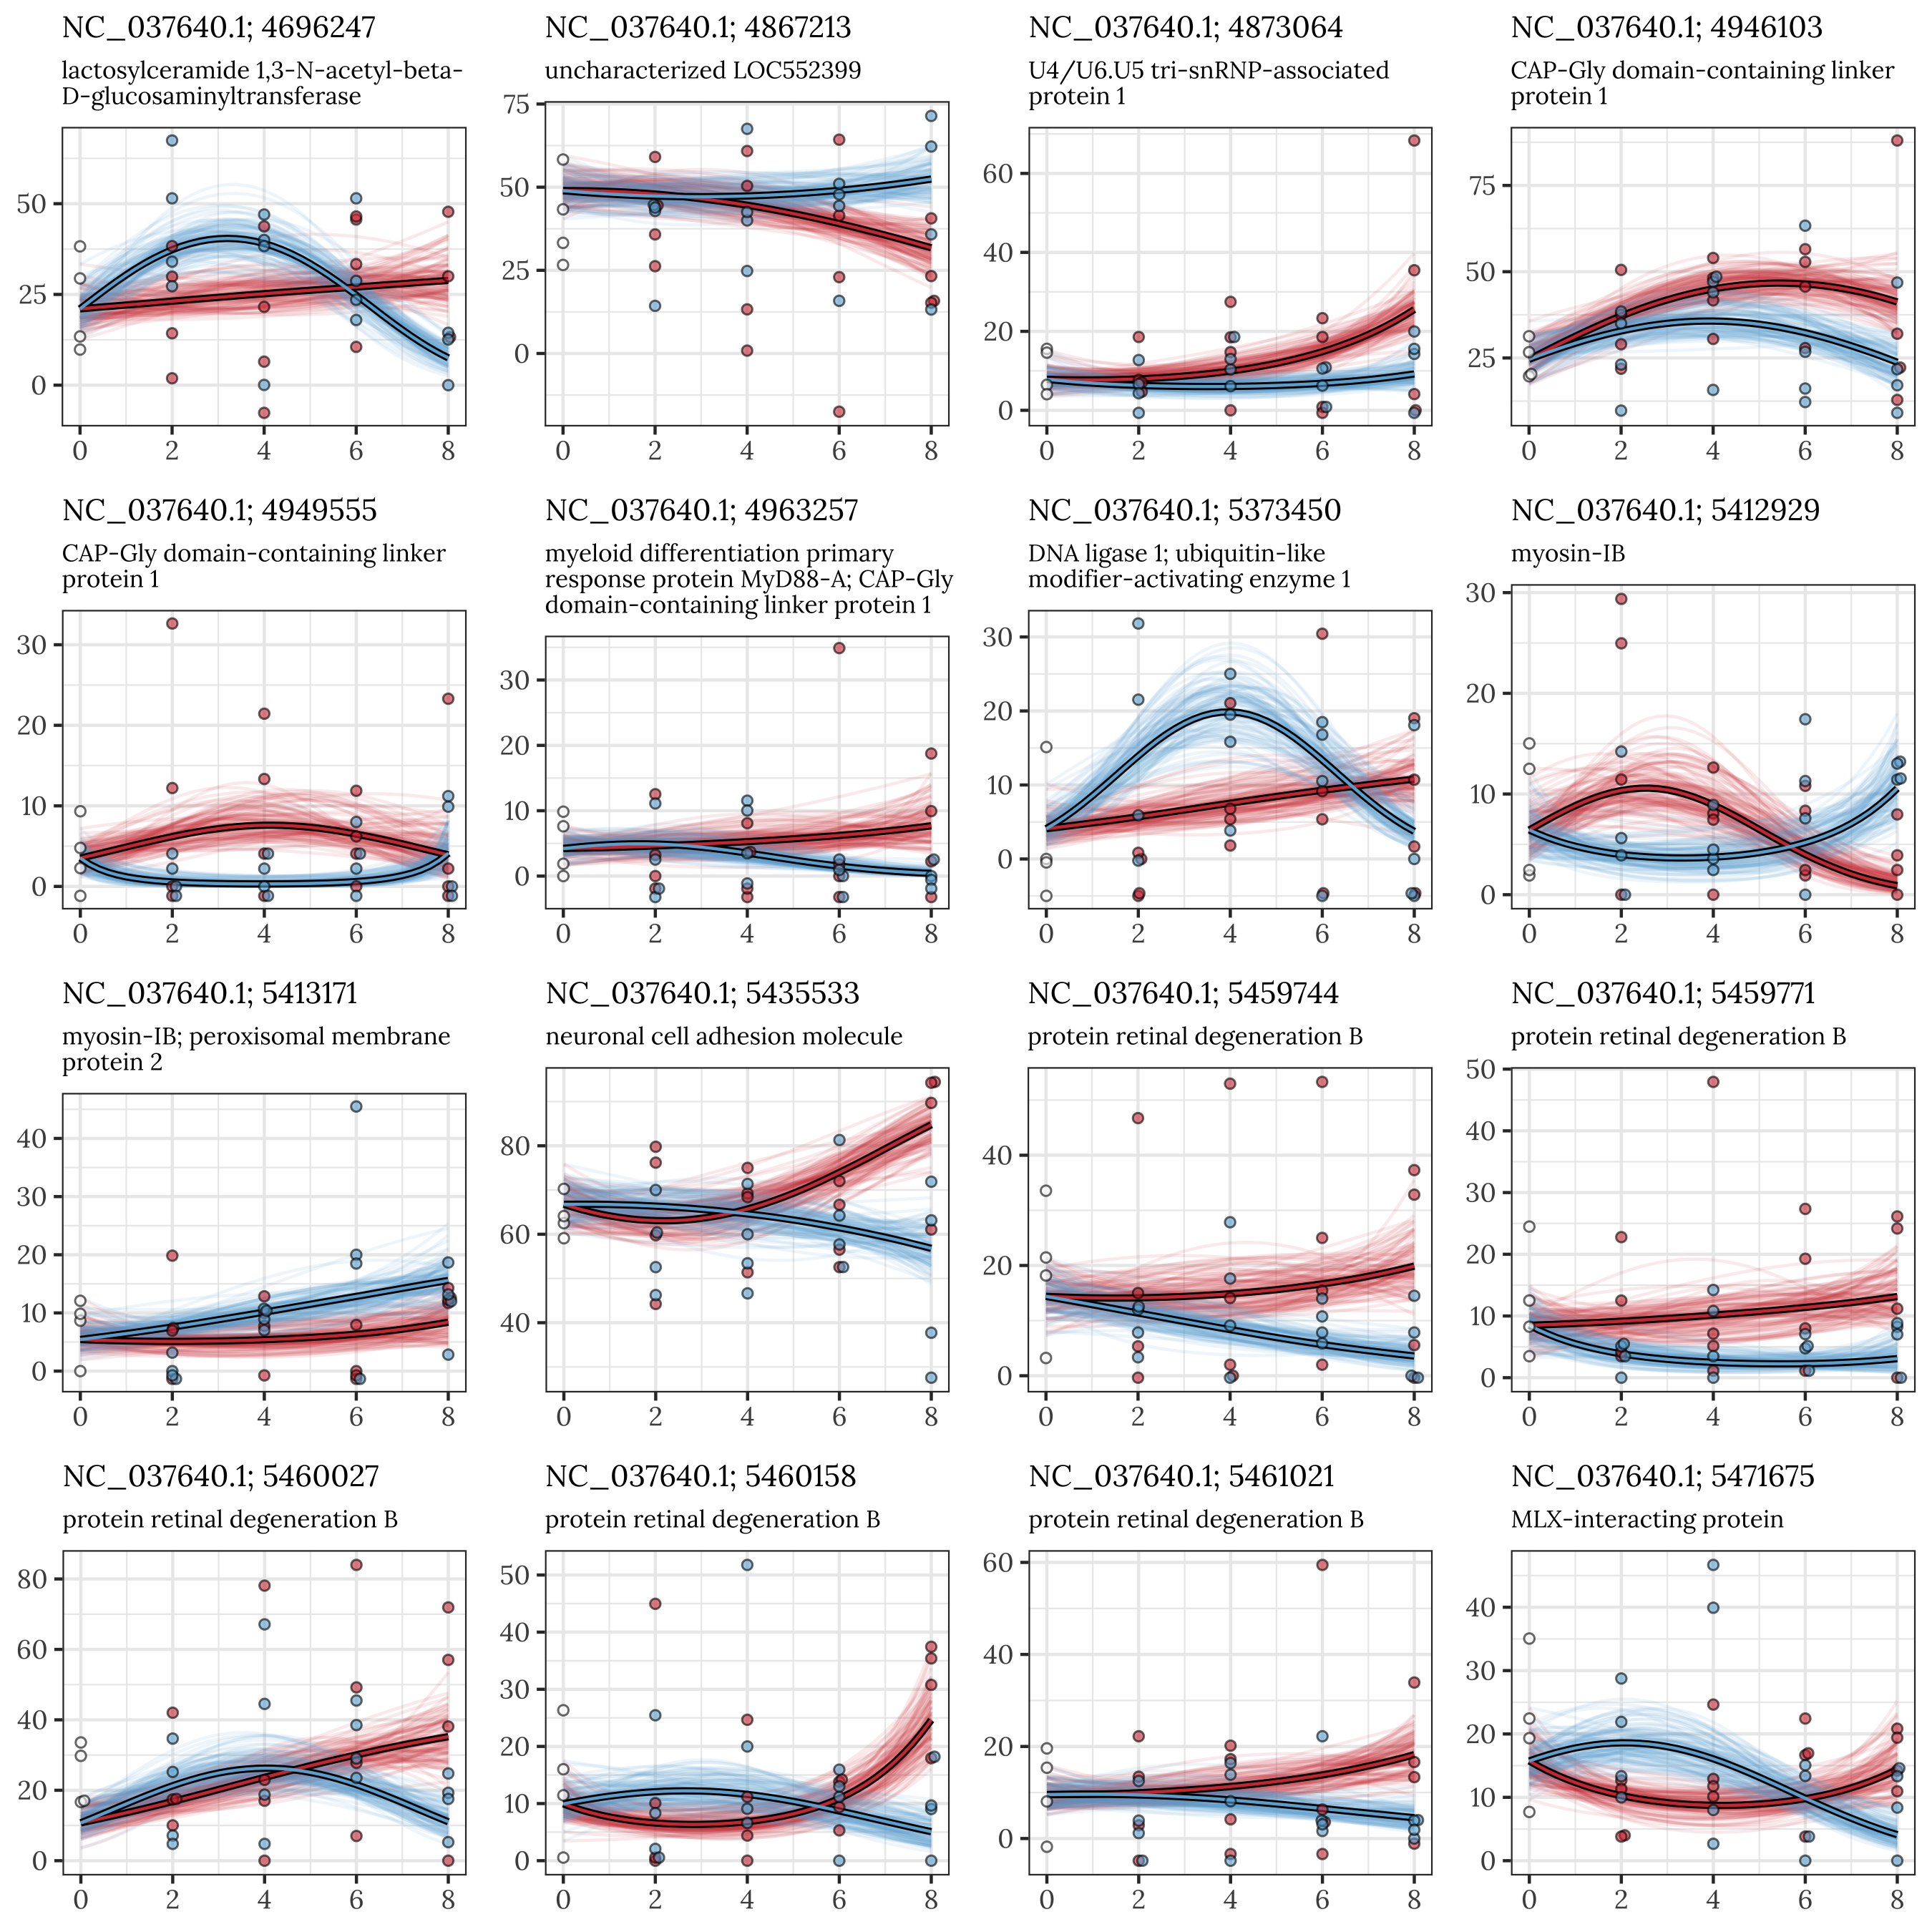 NC_037640.1; 4696247
lactosylceramide 1,3-N-acetyl-beta-
D-glucosaminyltransferase
50
25
0
0 2 4 6 8
NC_037640.1; 4867213
uncharacterized LOC552399
75
50
25
0
0 2 4 6 8
NC_037640.1; 4873064
U4/U6.U5 tri-snRNP-associated
protein 1
60
40
20
0
0 2 4 6 8
NC_037640.1; 4946103
CAP-Gly domain-containing linker
protein 1
75
50
25
0 2 4 6 8
NC_037640.1; 4949555
CAP-Gly domain-containing linker
protein 1
30
20
10
0
0 2 4 6 8
NC_037640.1; 4963257
myeloid differentiation primary
response protein MyD88-A; CAP-Gly
domain-containing linker protein 1
30
20
10
0
0 2 4 6 8
NC_037640.1; 5373450
DNA ligase 1; ubiquitin-like
modifier-activating enzyme 1
30
20
10
0
0 2 4 6 8
NC_037640.1; 5412929
myosin-IB
30
20
10
0
0 2 4 6 8
NC_037640.1; 5413171
myosin-IB; peroxisomal membrane
protein 2
40
30
20
10
0
0 2 4 6 8
NC_037640.1; 5435533
neuronal cell adhesion molecule
80
60
40
0 2 4 6 8
NC_037640.1; 5459744
protein retinal degeneration B
40
20
0
0 2 4 6 8
NC_037640.1; 5459771
protein retinal degeneration B
50
40
30
20
10
0
0 2 4 6 8
NC_037640.1; 5460027
protein retinal degeneration B
80
60
40
20
0
0 2 4 6 8
NC_037640.1; 5460158
protein retinal degeneration B
50
40
30
20
10
0
0 2 4 6 8
NC_037640.1; 5461021
protein retinal degeneration B
60
40
20
0
0 2 4 6 8
NC_037640.1; 5471675
MLX-interacting protein
40
30
20
10
0
0 2 4 6 8